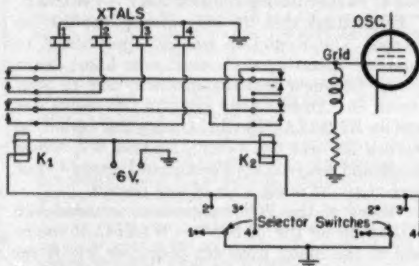 XTALS
OSC.
1 2 3 4
Grid
K1
K2
6V.
2 3 2 3
Selector Switches
1 4 1 4